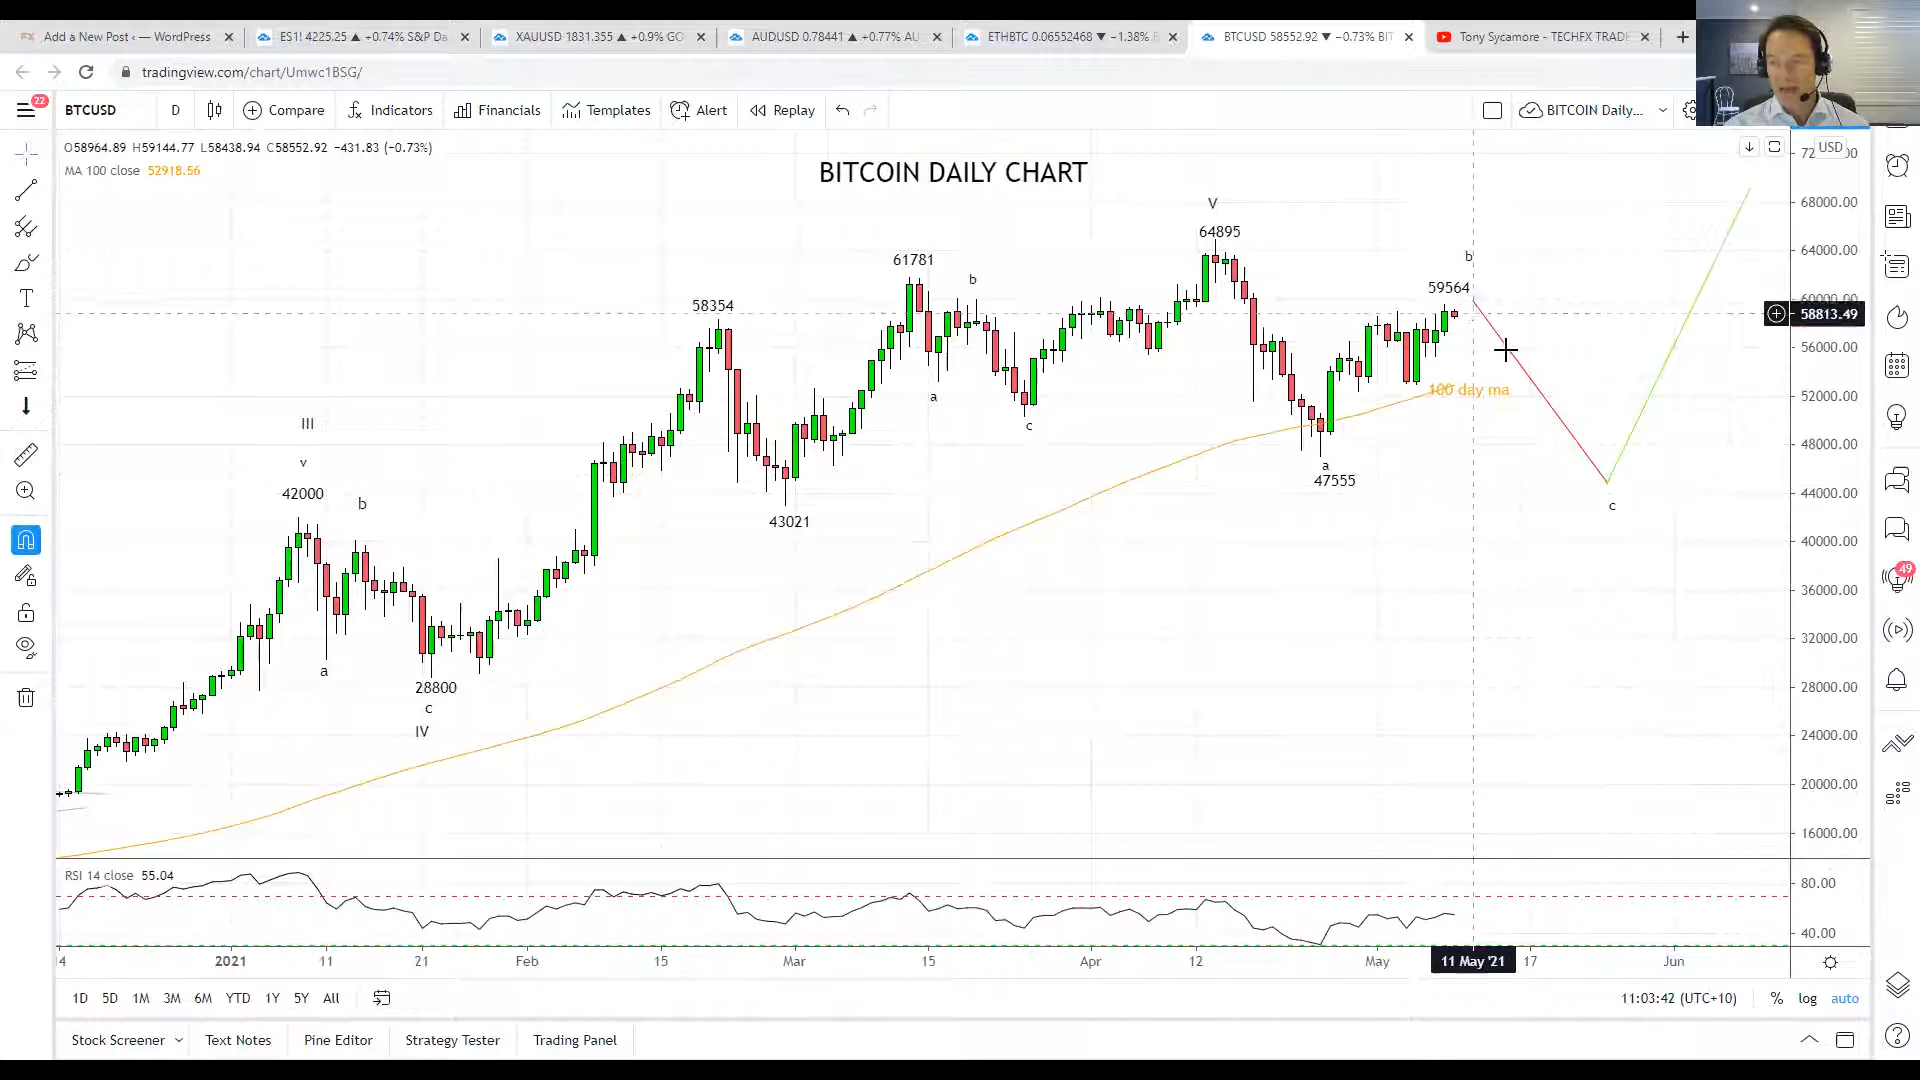 Add a New Post ‹ — WordPress
ES1! 4225.25 ▲ +0.74% S&P Da
XAUUSD 1831.355 ▲ +0.9% GO
AUDUSD 0.78441 ▲ +0.77% AU
ETHBTC 0.06552468 ▼ −1.38%
BTCUSD 58552.92 ▼ −0.73% BIT
Tony Sycamore - TECHFX TRADE
tradingview.com/chart/Umwc1BSG/
22
BTCUSD D Compare Indicators Financials Templates Alert Replay BITCOIN Daily...
O58964.89 H59144.77 L58438.94 C58552.92 −431.83 (−0.73%)
MA 100 close 52918.56
BITCOIN DAILY CHART
USD
V
64895
61781
b
58354
b
59564
a
c
III
v
42000
b
a
28800
c
IV
43021
a
47555
100 day ma
c
68000.00
64000.00
60000.00
58813.49
56000.00
52000.00
48000.00
44000.00
40000.00
36000.00
32000.00
28000.00
24000.00
20000.00
16000.00
49
RSI 14 close 55.04
80.00
40.00
2021 11 21 Feb 15 Mar 15 Apr 12 May 11 May '21 17 Jun
1D 5D 1M 3M 6M YTD 1Y 5Y All
11:03:42 (UTC+10) % log auto
Stock Screener Text Notes Pine Editor Strategy Tester Trading Panel